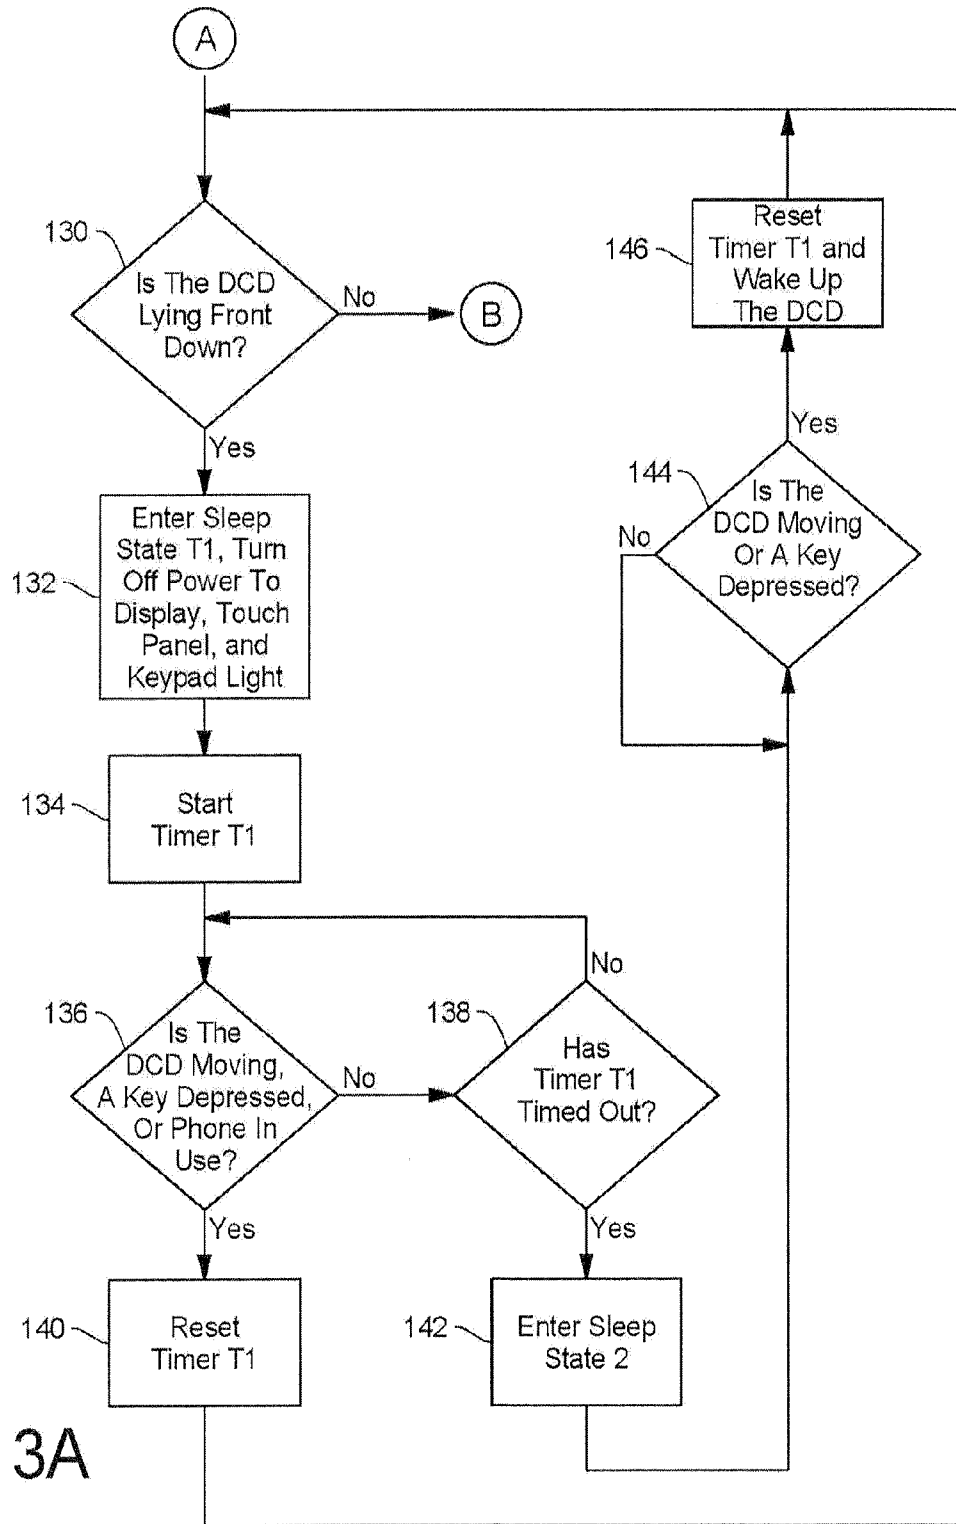 A
130
Is The DCD
Lying Front
Down?
No
B
Yes
132
Enter Sleep
State T1, Turn
Off Power To
Display, Touch
Panel, and
Keypad Light
134
Start
Timer T1
136
Is The
DCD Moving,
A Key Depressed,
Or Phone In
Use?
No
Yes
138
Has
Timer T1
Timed Out?
No
Yes
140
Reset
Timer T1
142
Enter Sleep
State 2
144
Is The
DCD Moving
Or A Key
Depressed?
No
Yes
146
Reset
Timer T1 and
Wake Up
The DCD
3A